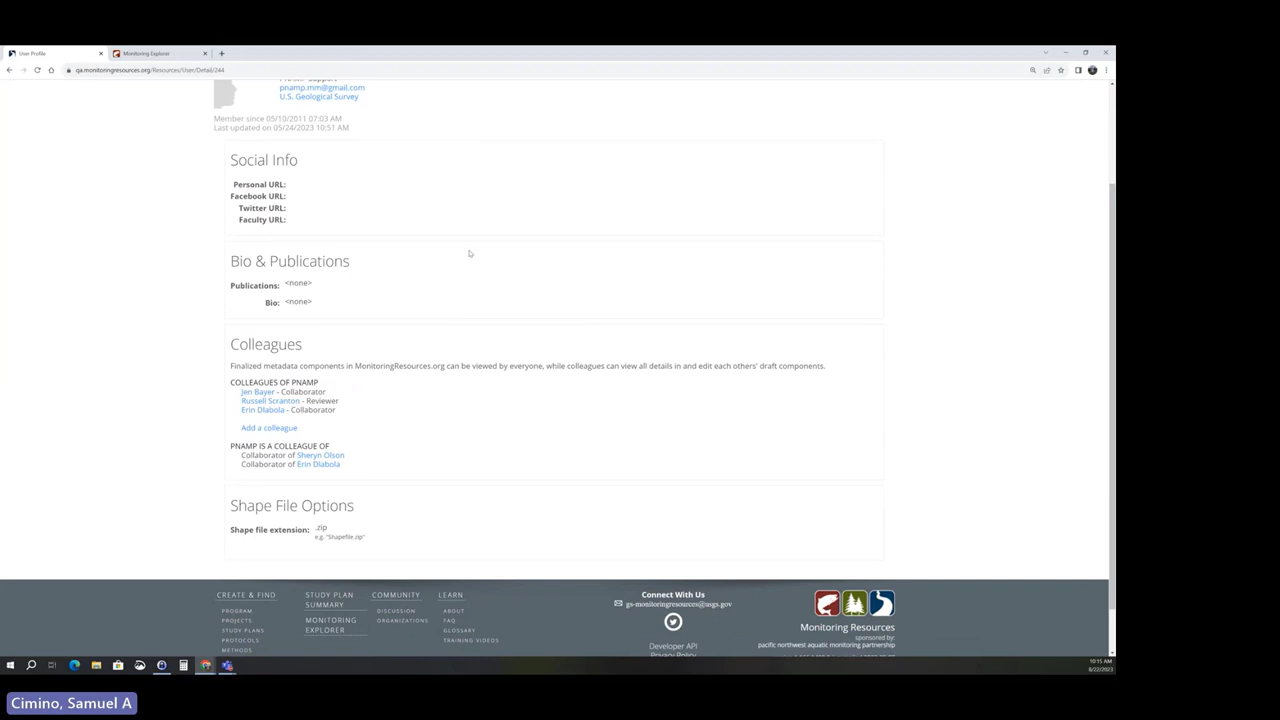 User Profile
Monitoring Explorer
qa.monitoringresources.org/Resources/User/Detail/244
PNAMP Support
pnamp.mm@gmail.com
U.S. Geological Survey
Member since 05/10/2011 07:03 AM
Last updated on 05/24/2023 10:51 AM
Social Info
Personal URL:
Facebook URL:
Twitter URL:
Faculty URL:
Bio & Publications
Publications: <none>
Bio: <none>
Colleagues
Finalized metadata components in MonitoringResources.org can be viewed by everyone, while colleagues can view all details in and edit each others' draft components.
COLLEAGUES OF PNAMP
Jen Bayer - Collaborator
Russell Scranton - Reviewer
Erin Dlabola - Collaborator
Add a colleague
PNAMP IS A COLLEAGUE OF
Collaborator of Sheryn Olson
Collaborator of Erin Dlabola
Shape File Options
Shape file extension: .zip
e.g. "Shapefile.zip"
CREATE & FIND
PROGRAM
PROJECTS
STUDY PLANS
PROTOCOLS
METHODS
STUDY PLAN
SUMMARY
MONITORING
EXPLORER
COMMUNITY
DISCUSSION
ORGANIZATIONS
LEARN
ABOUT
FAQ
GLOSSARY
TRAINING VIDEOS
Connect With Us
gs-monitoringresources@usgs.gov
Developer API
Privacy Policy
Monitoring Resources
sponsored by:
pacific northwest aquatic monitoring partnership
10:15 AM
8/22/2023
Cimino, Samuel A